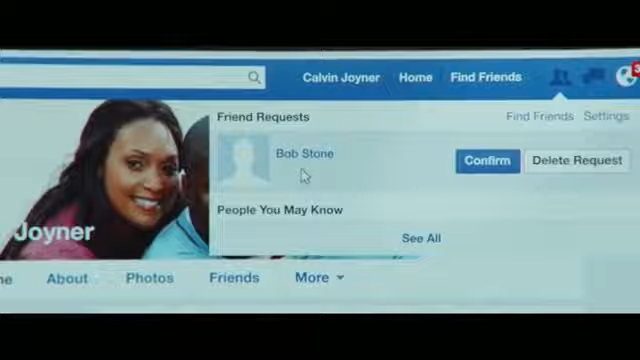 Calvin Joyner Home Find Friends 3
Friend Requests Find Friends Settings
Bob Stone Confirm Delete Request
People You May Know
Joyner
See All
About Photos Friends More